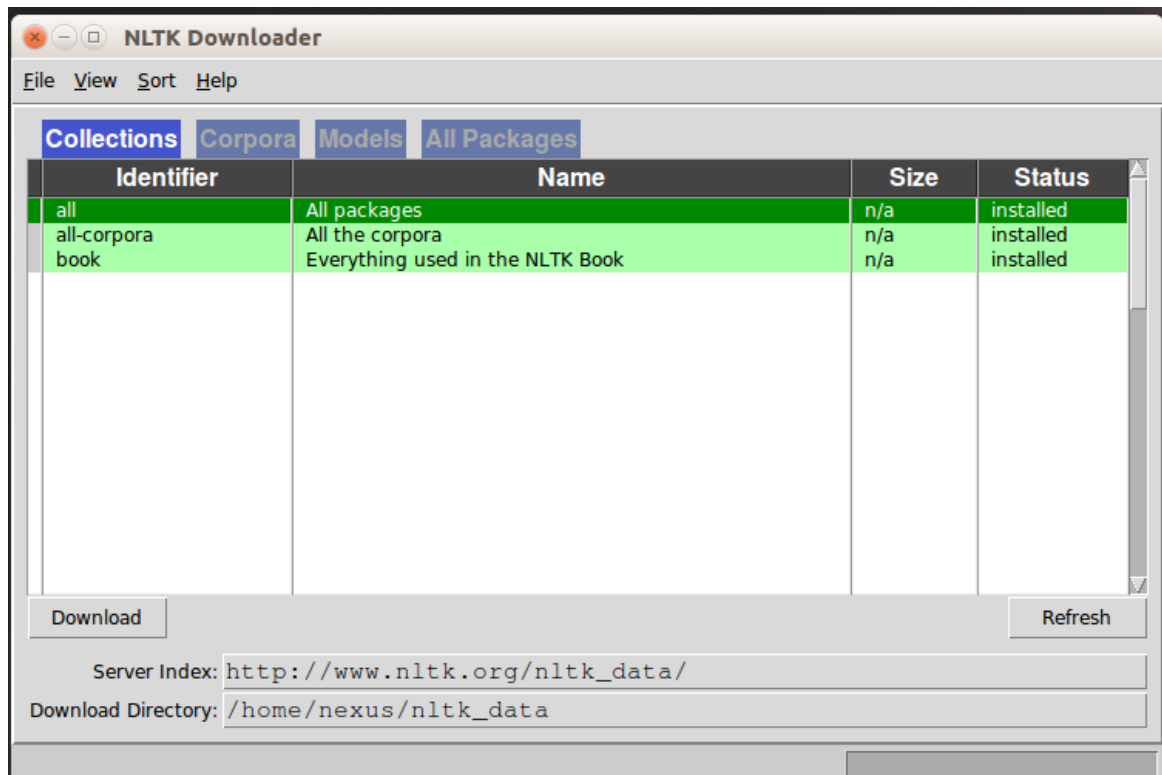 NLTK Downloader
File View Sort Help
Collections Corpora Models All Packages
Identifier Name Size Status
all All packages n/a installed
all-corpora All the corpora n/a installed
book Everything used in the NLTK Book n/a installed
Download Refresh
Server Index: http://www.nltk.org/nltk_data/
Download Directory: /home/nexus/nltk_data